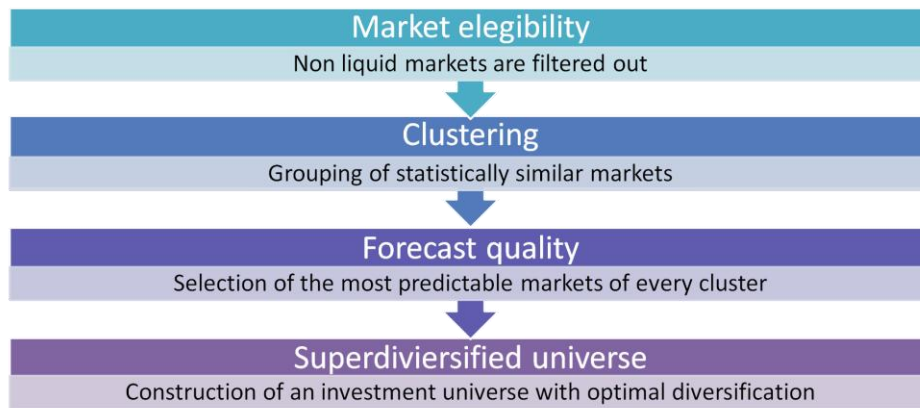 Market elegibility
Non liquid markets are filtered out
Clustering
Grouping of statistically similar markets
Forecast quality
Selection of the most predictable markets of every cluster
Superdiviersified universe
Construction of an investment universe with optimal diversification